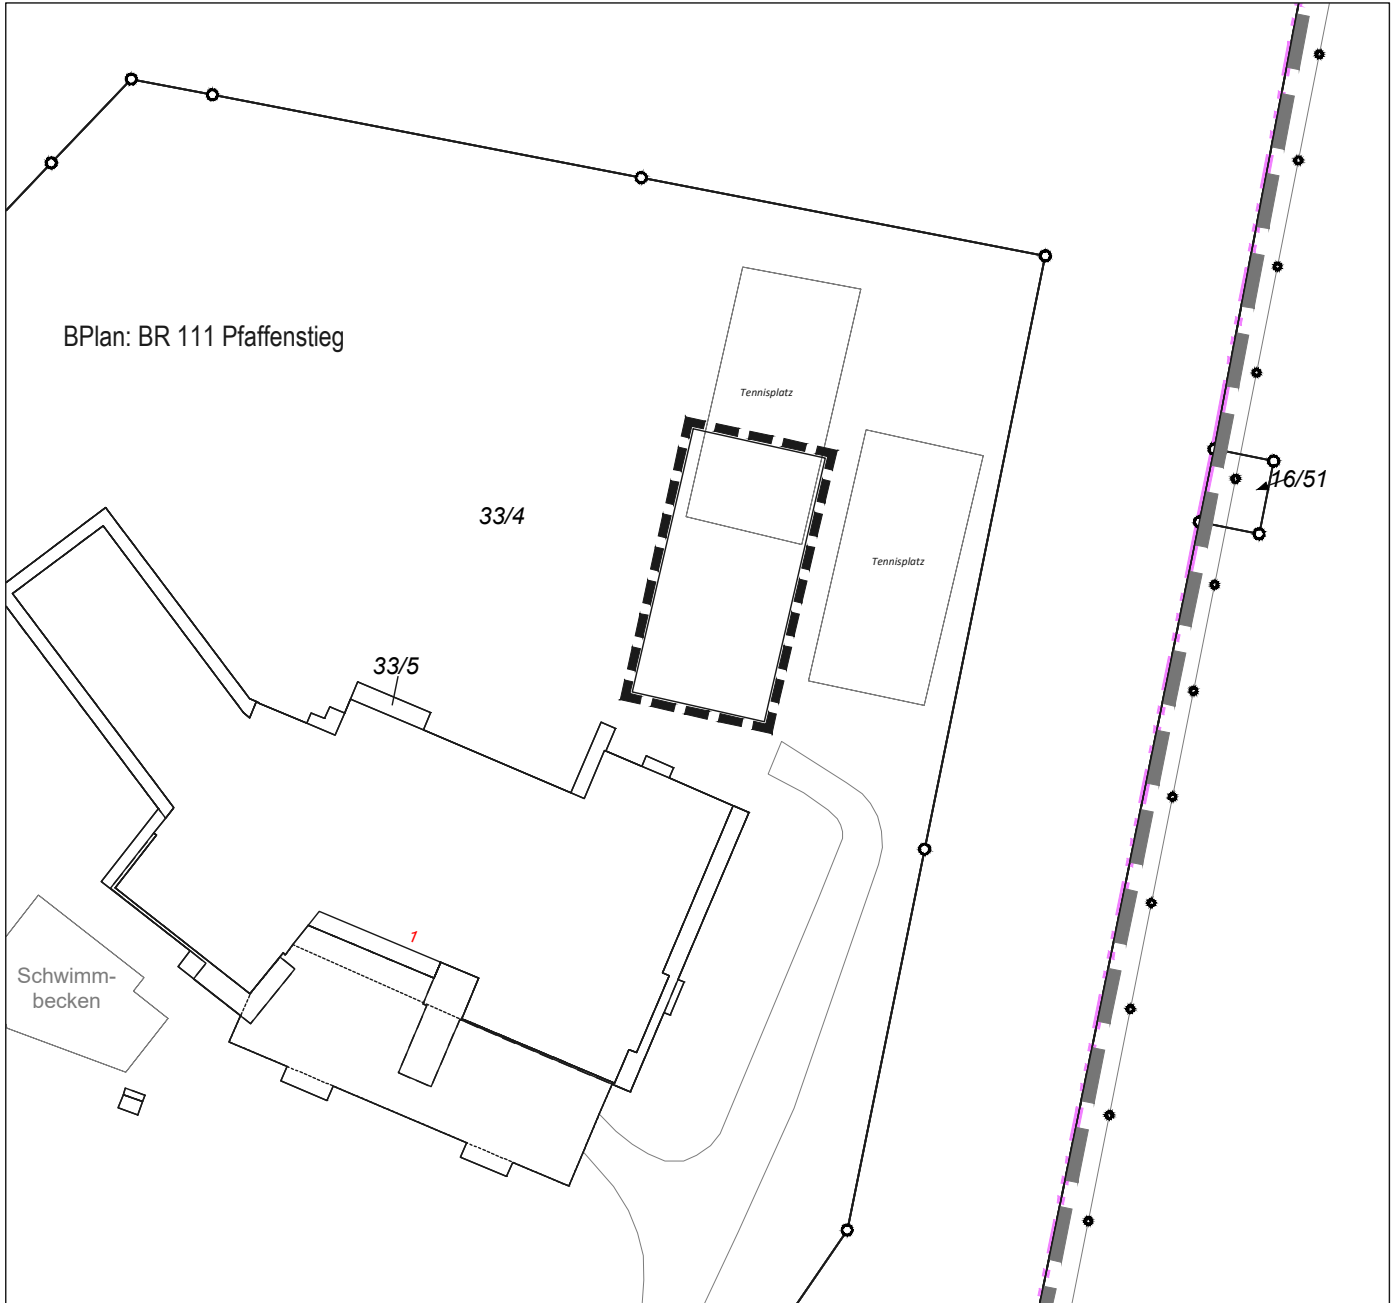 BPlan: BR 111 Pfaffenstieg
Tennisplatz
16/51
33/4
Tennisplatz
33/5
1
Schwimm-
becken